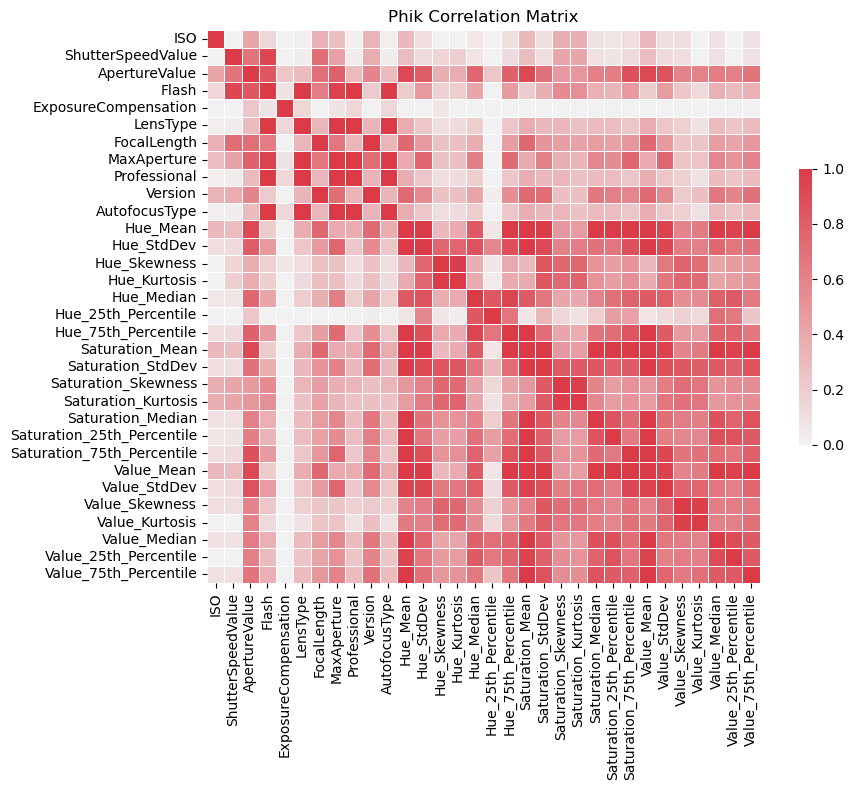 Phik Correlation Matrix
ISO
ShutterSpeedValue
ApertureValue
Flash
ExposureCompensation
LensType
FocalLength
MaxAperture
Professional
Version
AutofocusType
Hue_Mean
Hue_StdDev
Hue_Skewness
Hue_Kurtosis
Hue_Median
Hue_25th_Percentile
Hue_75th_Percentile
Saturation_Mean
Saturation_StdDev
Saturation_Skewness
Saturation_Kurtosis
Saturation_Median
Saturation_25th_Percentile
Saturation_75th_Percentile
Value_Mean
Value_StdDev
Value_Skewness
Value_Kurtosis
Value_Median
Value_25th_Percentile
Value_75th_Percentile
ISO
ShutterSpeedValue
ApertureValue
Flash
ExposureCompensation
LensType
FocalLength
MaxAperture
Professional
Version
AutofocusType
Hue_Mean
Hue_StdDev
Hue_Skewness
Hue_Kurtosis
Hue_Median
Hue_25th_Percentile
Hue_75th_Percentile
Saturation_Mean
Saturation_StdDev
Saturation_Skewness
Saturation_Kurtosis
Saturation_Median
Saturation_25th_Percentile
Saturation_75th_Percentile
Value_Mean
Value_StdDev
Value_Skewness
Value_Kurtosis
Value_Median
Value_25th_Percentile
Value_75th_Percentile
1.0
0.8
0.6
0.4
0.2
0.0